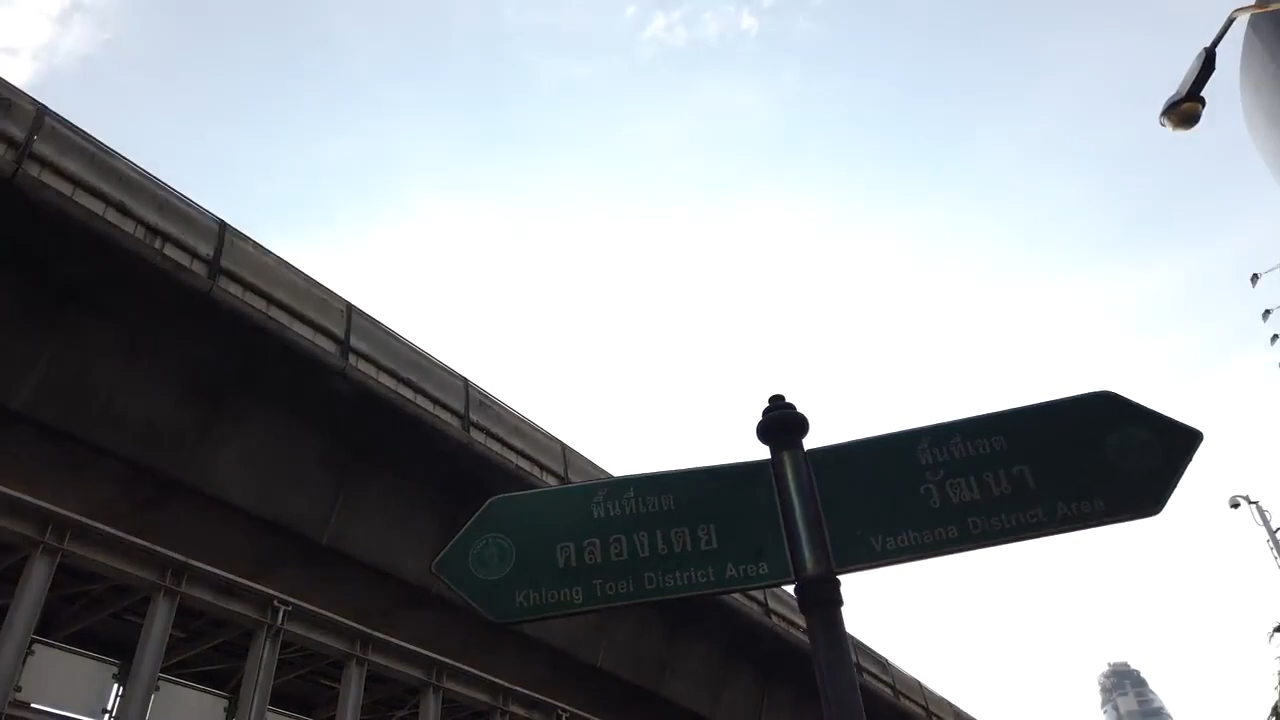 พื้นที่เขต
คลองเตย
Khlong Toei District Area
พื้นที่เขต
วัฒนา
Vadhana District Area